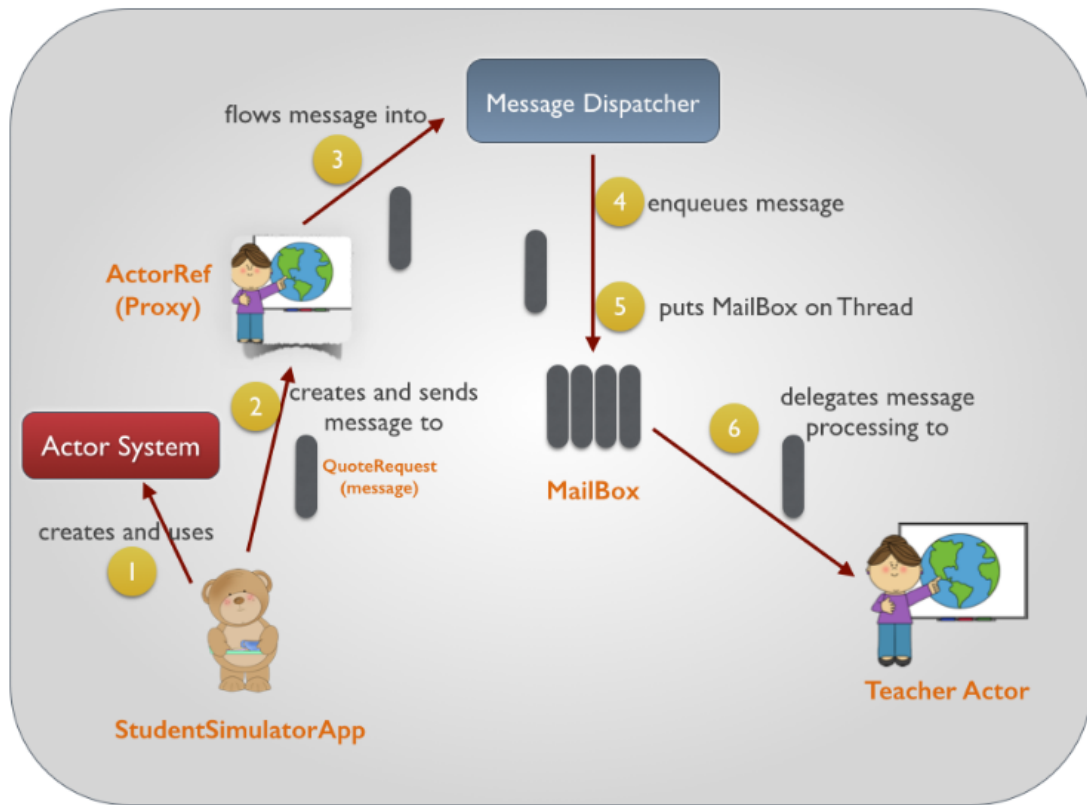 Message Dispatcher
flows message into
3
4
enqueues message
ActorRef
(Proxy)
5
puts MailBox on Thread
2
creates and sends
message to
Actor System
QuoteRequest
(message)
6
delegates message
processing to
MailBox
creates and uses
1
Teacher Actor
StudentSimulatorApp